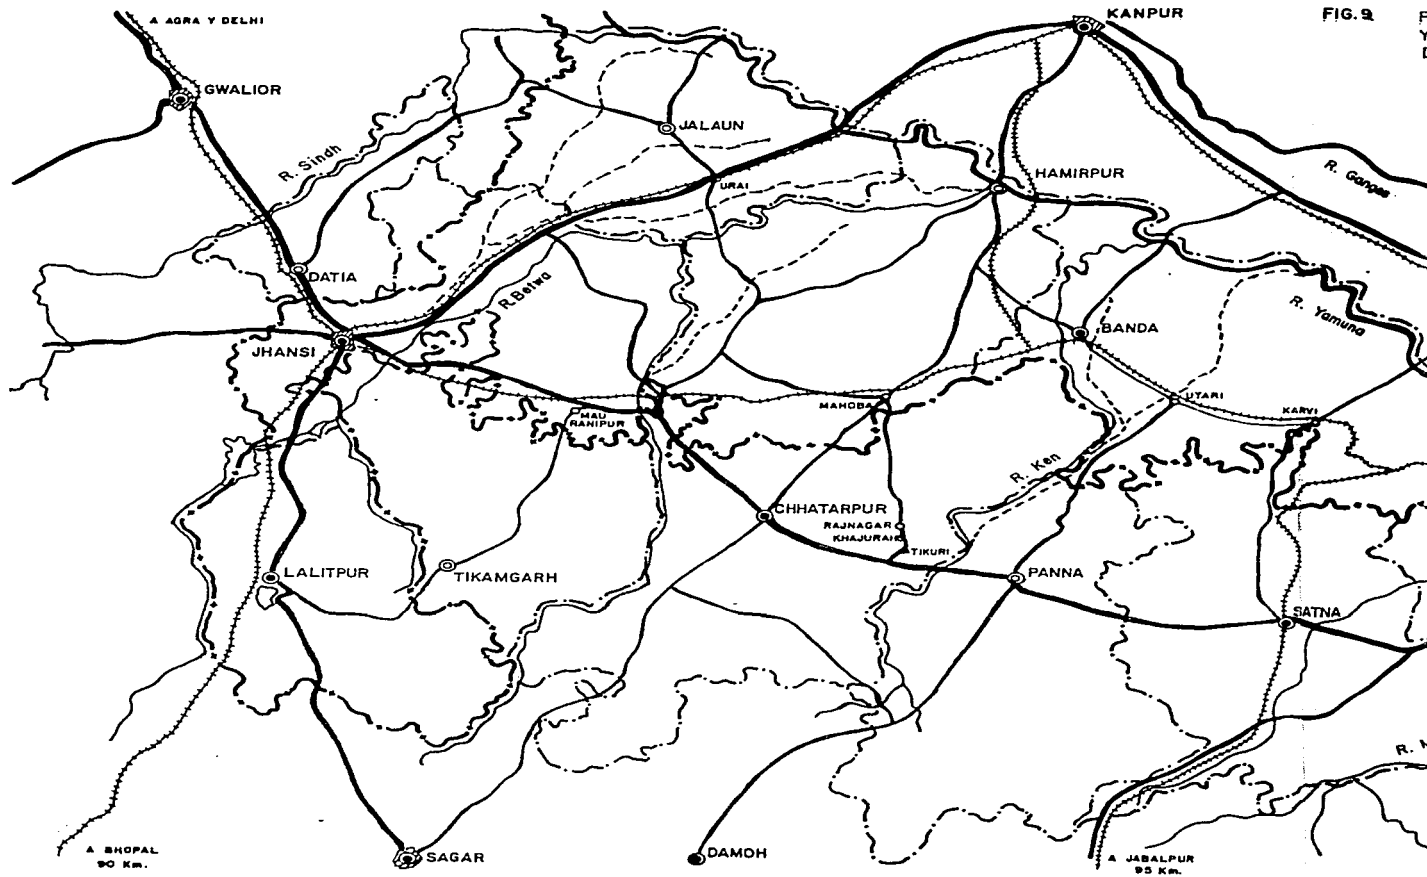 A AGRA Y DELHI
KANPUR
FIG. 9
GWALIOR
JALAUN
R. Sindh
URAI
HAMIRPUR
R. Ganges
DATIA
R. Betwa
R. Yamuna
JHANSI
BANDA
MAU
RANIPUR
MAHOBA
UTARI
KARVI
R. Ken
CHHATARPUR
RAJNAGAR
KHAJURAHO
TIKURI
LALITPUR
TIKAMGARH
PANNA
SATNA
A BHOPAL
90 Km.
SAGAR
DAMOH
A JABALPUR
95 Km.